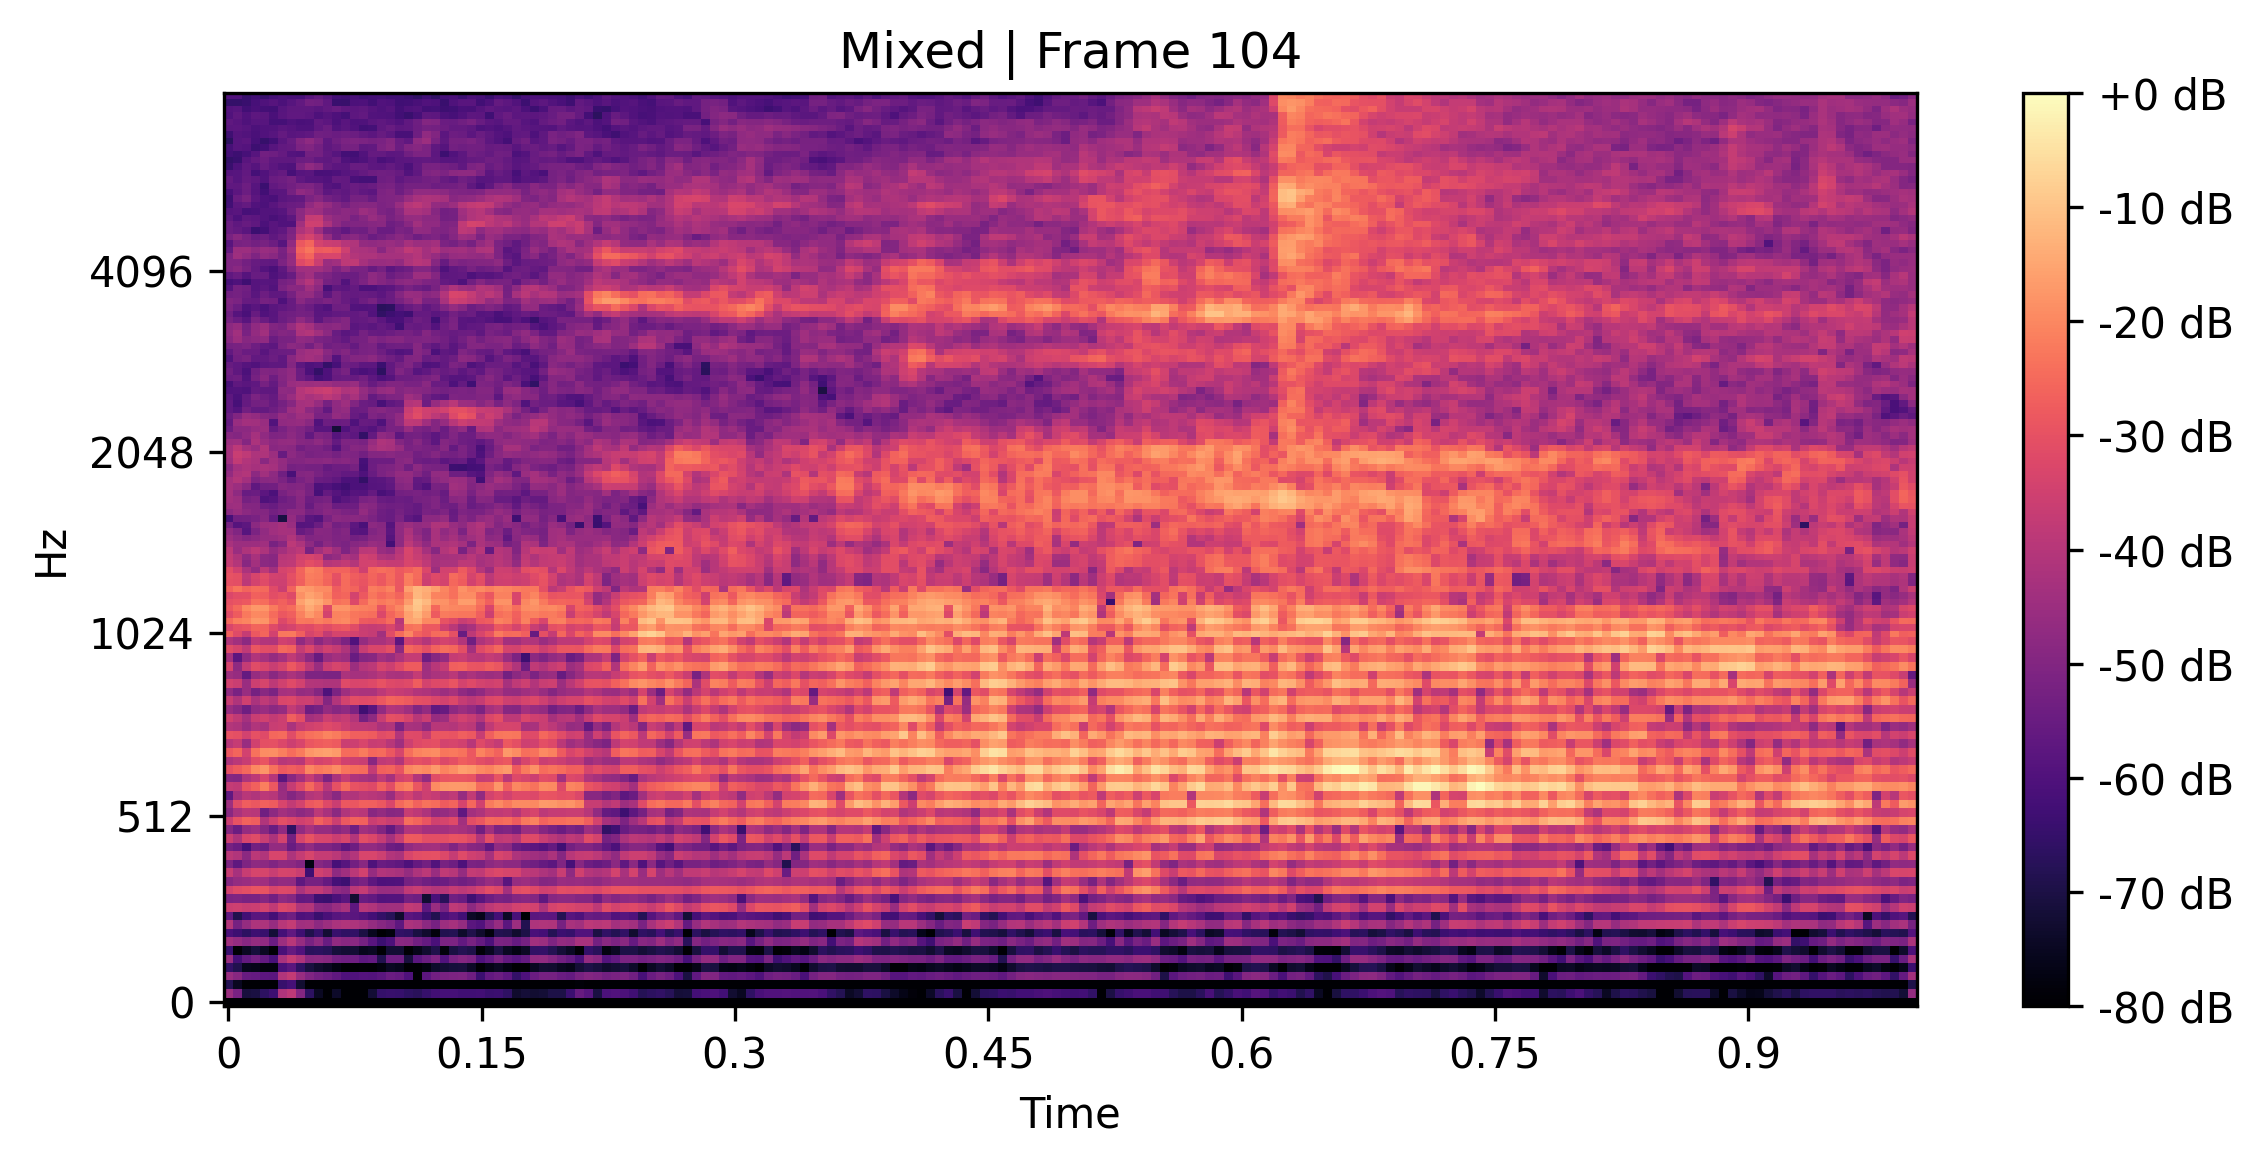 Mixed | Frame 104
Hz
4096
2048
1024
512
0
0 0.15 0.3 0.45 0.6 0.75 0.9
Time
+0 dB
-10 dB
-20 dB
-30 dB
-40 dB
-50 dB
-60 dB
-70 dB
-80 dB